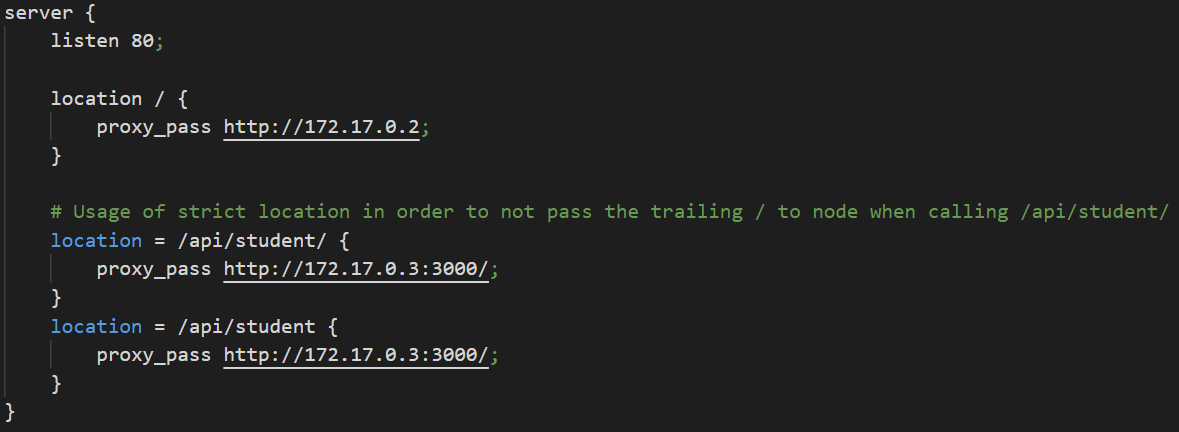 server {
    listen 80;

    location / {
        proxy_pass http://172.17.0.2;
    }

    # Usage of strict location in order to not pass the trailing / to node when calling /api/student/
    location = /api/student/ {
        proxy_pass http://172.17.0.3:3000/;
    }
    location = /api/student {
        proxy_pass http://172.17.0.3:3000/;
    }
}